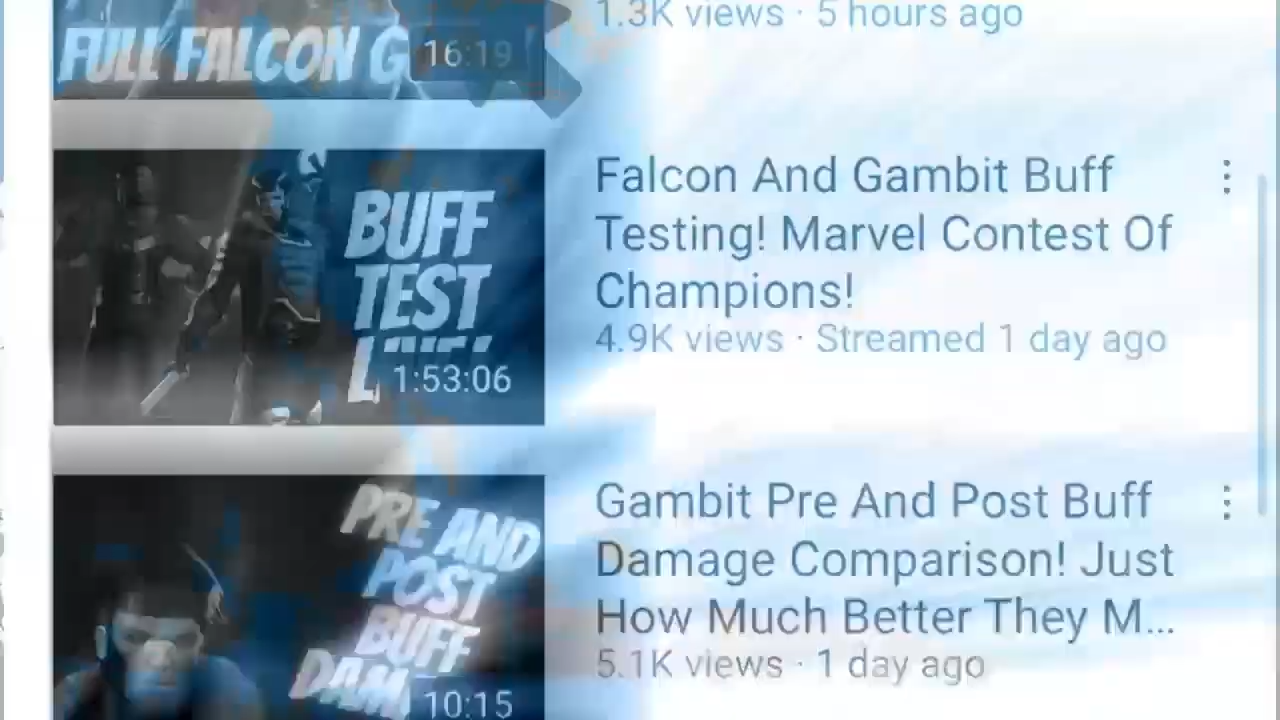 FULL FALCON G
16:19
1.3K views · 5 hours ago
BUFF
TEST
1:53:06
Falcon And Gambit Buff
Testing! Marvel Contest Of
Champions!
4.9K views · Streamed 1 day ago
PRE AND
POST
BUFF
DAM
10:15
Gambit Pre And Post Buff
Damage Comparison! Just
How Much Better They M...
5.1K views · 1 day ago